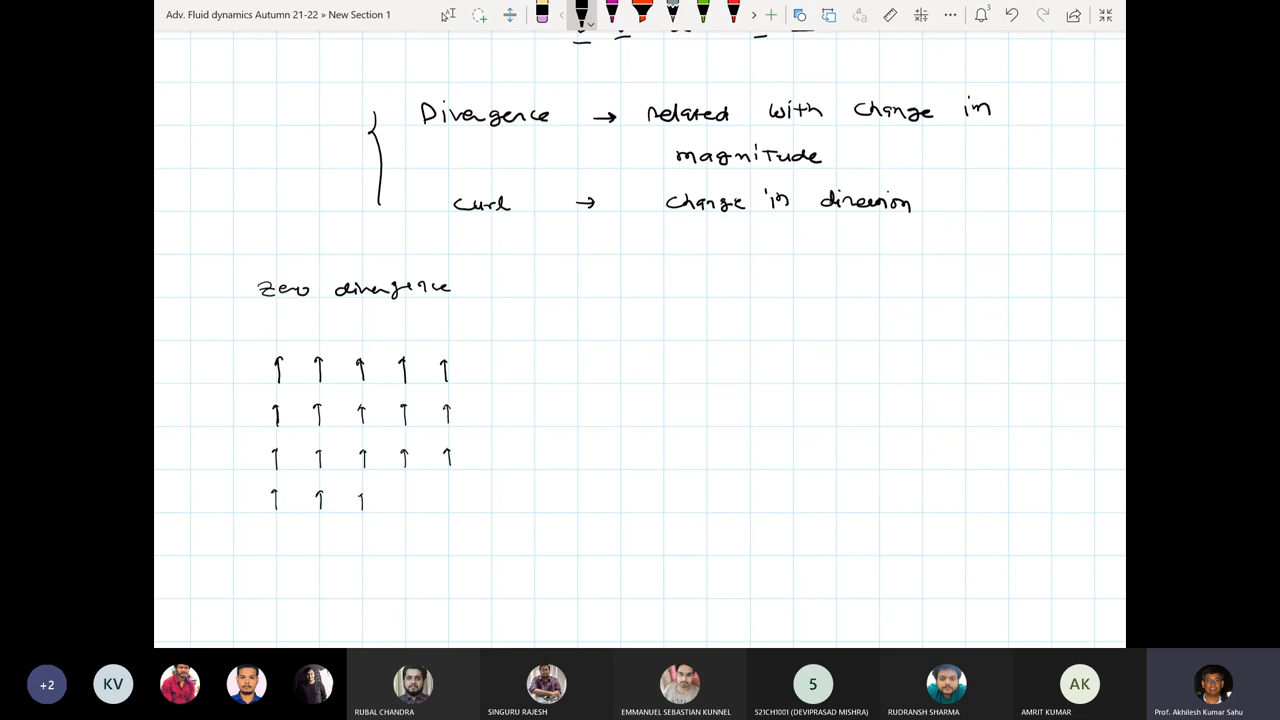 Adv. Fluid dynamics Autumn 21-22 » New Section 1
3
Divergence → related with change in
magnitude
curl → change in direction
zero divergence
+2
KV
5
AK
RUBAL CHANDRA
SINGURU RAJESH
EMMANUEL SEBASTIAN KUNNEL
521CH1001 (DEVIPRASAD MISHRA)
RUDRANSH SHARMA
AMRIT KUMAR
Prof. Akhilesh Kumar Sahu